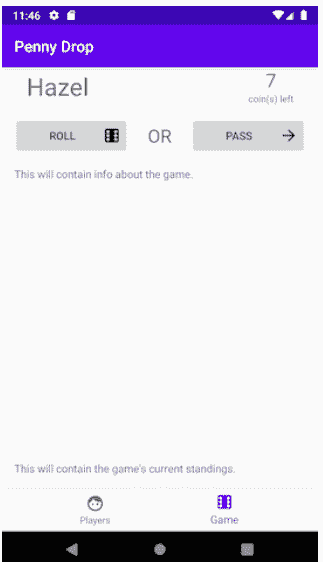 11:46
Penny Drop
Hazel
7
coin(s) left
ROLL
OR
PASS
This will contain info about the game.
This will contain the game's current standings.
Players
Game